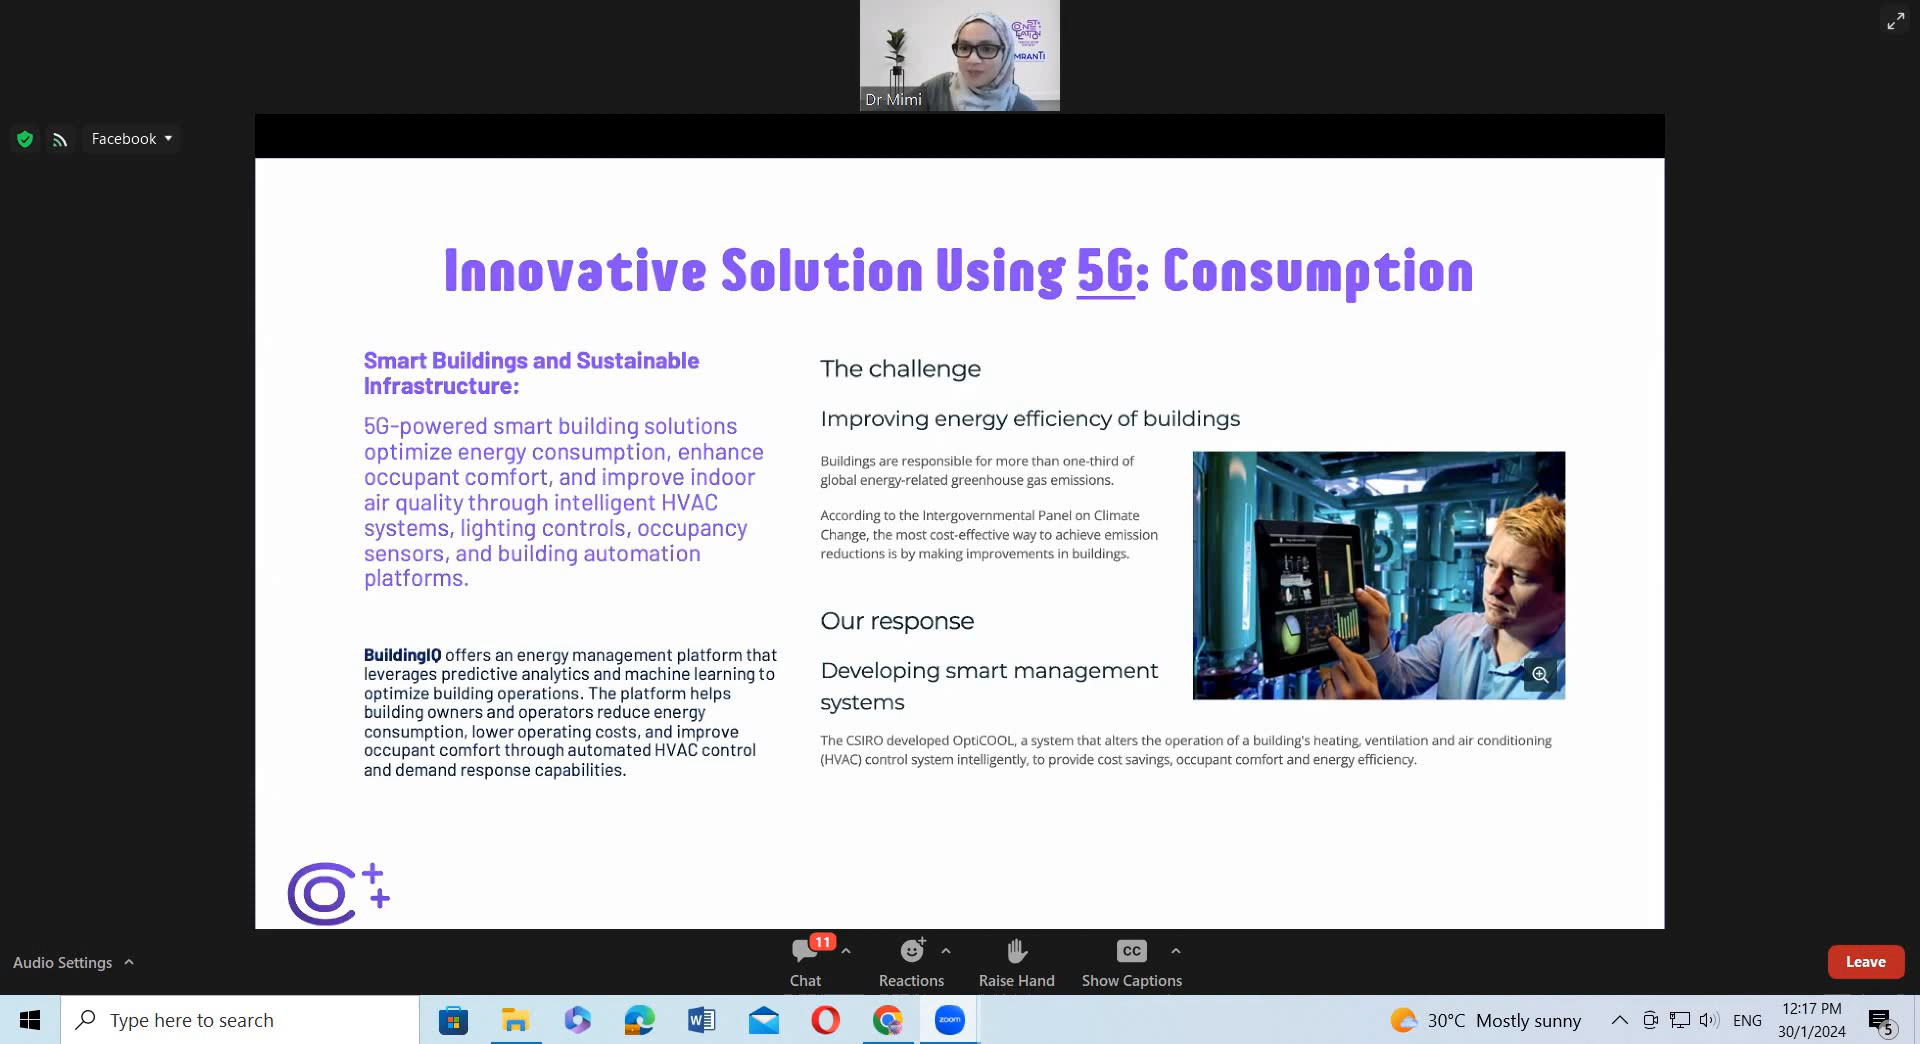 MRANTI
Dr Mimi
Facebook
Innovative Solution Using 5G: Consumption
Smart Buildings and Sustainable
Infrastructure:
5G-powered smart building solutions
optimize energy consumption, enhance
occupant comfort, and improve indoor
air quality through intelligent HVAC
systems, lighting controls, occupancy
sensors, and building automation
platforms.
BuildingIQ offers an energy management platform that
leverages predictive analytics and machine learning to
optimize building operations. The platform helps
building owners and operators reduce energy
consumption, lower operating costs, and improve
occupant comfort through automated HVAC control
and demand response capabilities.
The challenge
Improving energy efficiency of buildings
Buildings are responsible for more than one-third of
global energy-related greenhouse gas emissions.
According to the Intergovernmental Panel on Climate
Change, the most cost-effective way to achieve emission
reductions is by making improvements in buildings.
Our response
Developing smart management
systems
The CSIRO developed OptiCOOL, a system that alters the operation of a building's heating, ventilation and air conditioning
(HVAC) control system intelligently, to provide cost savings, occupant comfort and energy efficiency.
Audio Settings
11
Chat
Reactions
Raise Hand
CC
Show Captions
Leave
Type here to search
zoom
30°C Mostly sunny
ENG
12:17 PM
30/1/2024
5